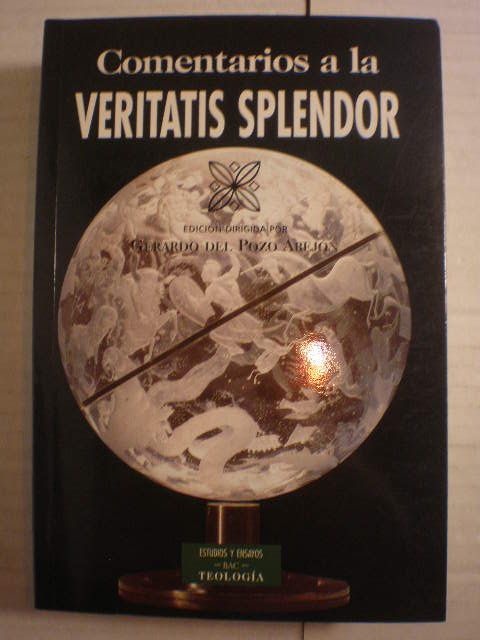 Comentarios a la
VERITATIS SPLENDOR
EDICIÓN DIRIGIDA POR
GERARDO DEL POZO ABEJÓN
ESTUDIOS Y ENSAYOS
— BAC —
TEOLOGÍA